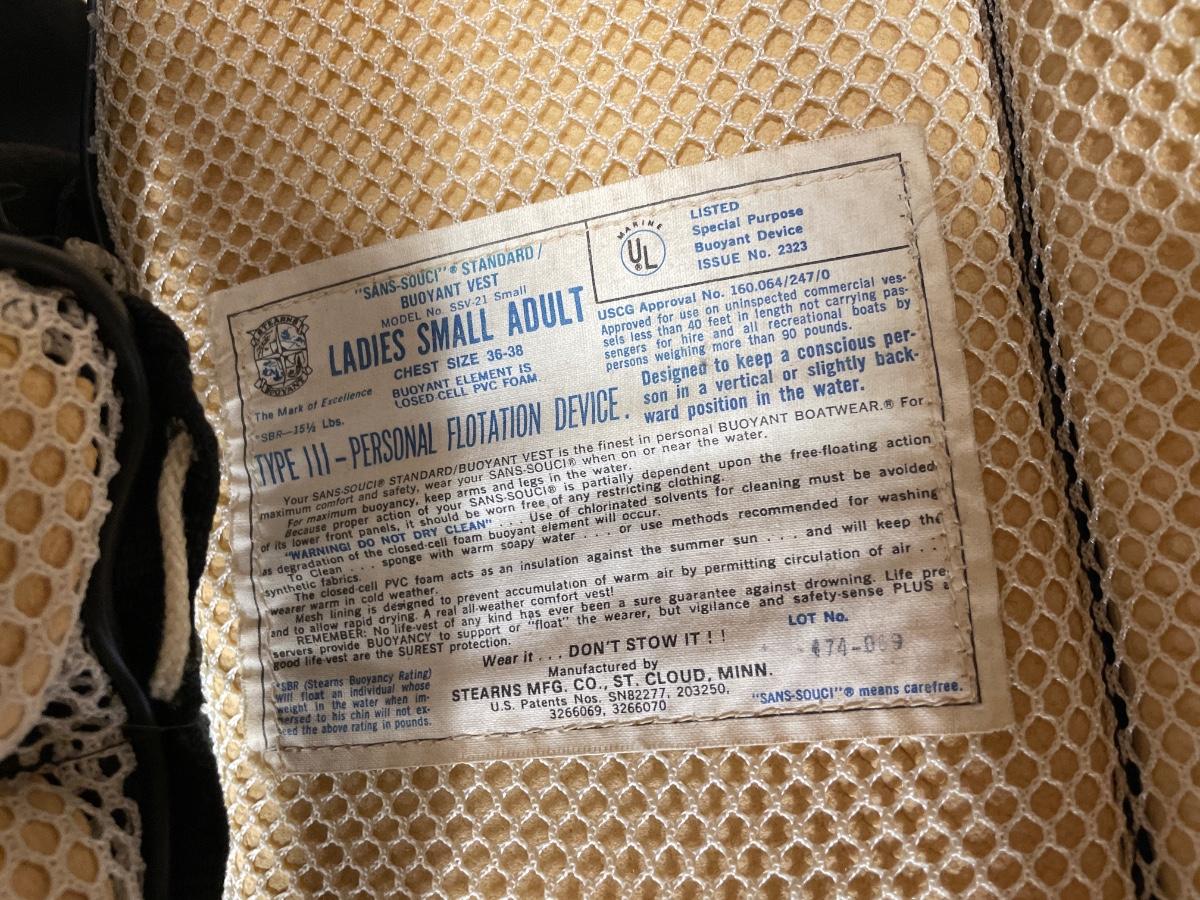 "SANS-SOUCI"® STANDARD/
BUOYANT VEST
MODEL No. SSV-21 Small
LADIES SMALL ADULT
CHEST SIZE 36-38
BUOYANT ELEMENT IS
CLOSED-CELL PVC FOAM.
STEARNS
BUOYANT
The Mark of Excellence
*SBR—15½ Lbs.
MARINE
UL®
LISTED
Special Purpose
Buoyant Device
ISSUE No. 2323
USCG Approval No. 160.064/247/0
Approved for use on uninspected commercial ves-
sels less than 40 feet in length not carrying pas-
sengers for hire and all recreational boats by
persons weighing more than 90 pounds.
TYPE III - PERSONAL FLOTATION DEVICE.
Designed to keep a conscious per-
son in a vertical or slightly back-
ward position in the water.
Your SANS-SOUCI® STANDARD/BUOYANT VEST is the finest in personal BUOYANT BOATWEAR.® For
maximum comfort and safety, wear your SANS-SOUCI® when on or near the water.
For maximum buoyancy, keep arms and legs in the water.
Because proper action of your SANS-SOUCI® is partially dependent upon the free-floating action
of its lower front panels, it should be worn free of any restricting clothing.
"WARNING! DO NOT DRY CLEAN" . . . Use of chlorinated solvents for cleaning must be avoided
as degradation of the closed-cell foam buoyant element will occur.
To Clean . . . sponge with warm soapy water . . . or use methods recommended for washing
synthetic fabrics.
The closed-cell PVC foam acts as an insulation against the summer sun . . . . and will keep the
wearer warm in cold weather.
Mesh lining is designed to prevent accumulation of warm air by permitting circulation of air . .
and to allow rapid drying. A real all-weather comfort vest!
REMEMBER: No life-vest of any kind has ever been a sure guarantee against drowning. Life pre
servers provide BUOYANCY to support or "float" the wearer, but vigilance and safety-sense PLUS a
good life-vest are the SUREST protection.
Wear it . . . DON'T STOW IT ! !
LOT No.
Manufactured by
STEARNS MFG. CO., ST. CLOUD, MINN.
U.S. Patents Nos. SN82277, 203250,
3266069, 3266070
*SBR (Stearns Buoyancy Rating)
will float an individual whose
weight in the water when im-
mersed to his chin will not ex-
ceed the above rating in pounds.
"SANS-SOUCI"® means carefree.